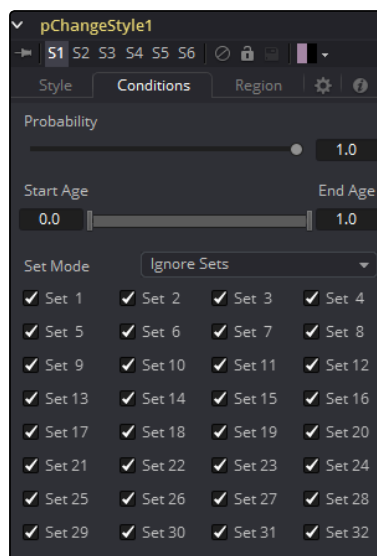 pChangeStyle1
S1 S2 S3 S4 S5 S6
Style Conditions Region
Probability
1.0
Start Age End Age
0.0 1.0
Set Mode Ignore Sets
Set 1 Set 2 Set 3 Set 4
Set 5 Set 6 Set 7 Set 8
Set 9 Set 10 Set 11 Set 12
Set 13 Set 14 Set 15 Set 16
Set 17 Set 18 Set 19 Set 20
Set 21 Set 22 Set 23 Set 24
Set 25 Set 26 Set 27 Set 28
Set 29 Set 30 Set 31 Set 32